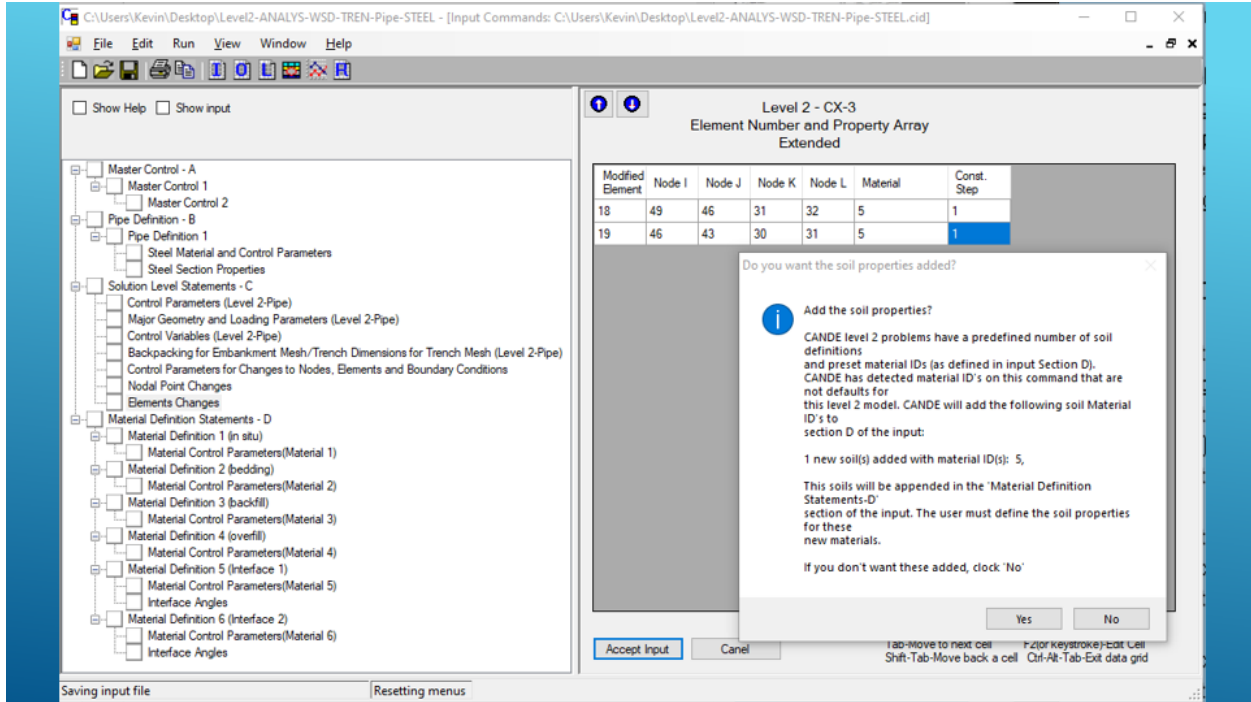 C:\Users\Kevin\Desktop\Level2-ANALYS-WSD-TREN-Pipe-STEEL - [Input Commands: C:\Users\Kevin\Desktop\Level2-ANALYS-WSD-TREN-Pipe-STEEL.cid]
File Edit Run View Window Help
Show Help Show input
Master Control - A
Master Control 1
Master Control 2
Pipe Definition - B
Pipe Definition 1
Steel Material and Control Parameters
Steel Section Properties
Solution Level Statements - C
Control Parameters (Level 2-Pipe)
Major Geometry and Loading Parameters (Level 2-Pipe)
Control Variables (Level 2-Pipe)
Backpacking for Embankment Mesh/Trench Dimensions for Trench Mesh (Level 2-Pipe)
Control Parameters for Changes to Nodes, Elements and Boundary Conditions
Nodal Point Changes
Elements Changes
Material Definition Statements - D
Material Definition 1 (in situ)
Material Control Parameters(Material 1)
Material Definition 2 (bedding)
Material Control Parameters(Material 2)
Material Definition 3 (backfill)
Material Control Parameters(Material 3)
Material Definition 4 (overfill)
Material Control Parameters(Material 4)
Material Definition 5 (Interface 1)
Material Control Parameters(Material 5)
Interface Angles
Material Definition 6 (Interface 2)
Material Control Parameters(Material 6)
Interface Angles
Level 2 - CX-3
Element Number and Property Array
Extended
Modified Element Node I Node J Node K Node L Material Const. Step
18 49 46 31 32 5 1
19 46 43 30 31 5 1
Do you want the soil properties added?
Add the soil properties?
CANDE level 2 problems have a predefined number of soil
definitions
and preset material IDs (as defined in input Section D).
CANDE has detected material ID's on this command that are
not defaults for
this level 2 model. CANDE will add the following soil Material
ID's to
section D of the input:
1 new soil(s) added with material ID(s): 5,
This soils will be appended in the 'Material Definition
Statements-D'
section of the input. The user must define the soil properties
for these
new materials.
If you don't want these added, clock 'No'
Yes No
Accept Input Canel
Tab-Move to next cell F2(or keystroke)-Edit Cell
Shift-Tab-Move back a cell Ctrl-Alt-Tab-Exit data grid
Saving input file Resetting menus